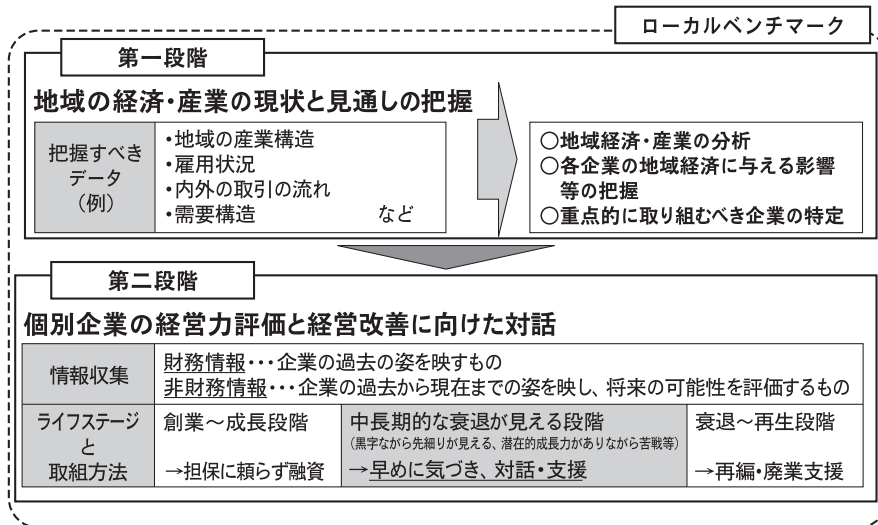 ローカルベンチマーク
第一段階
地域の経済・産業の現状と見通しの把握
把握すべき
データ
（例）
・地域の産業構造
・雇用状況
・内外の取引の流れ
・需要構造　　　　　　など
○地域経済・産業の分析
○各企業の地域経済に与える影響
等の把握
○重点的に取り組むべき企業の特定
第二段階
個別企業の経営力評価と経営改善に向けた対話
情報収集
財務情報・・・企業の過去の姿を映すもの
非財務情報・・・企業の過去から現在までの姿を映し、将来の可能性を評価するもの
ライフステージ
と
取組方法
創業～成長段階
→担保に頼らず融資
中長期的な衰退が見える段階
（黒字ながら先細りが見える、潜在的成長力がありながら苦戦等）
→早めに気づき、対話・支援
衰退～再生段階
→再編・廃業支援